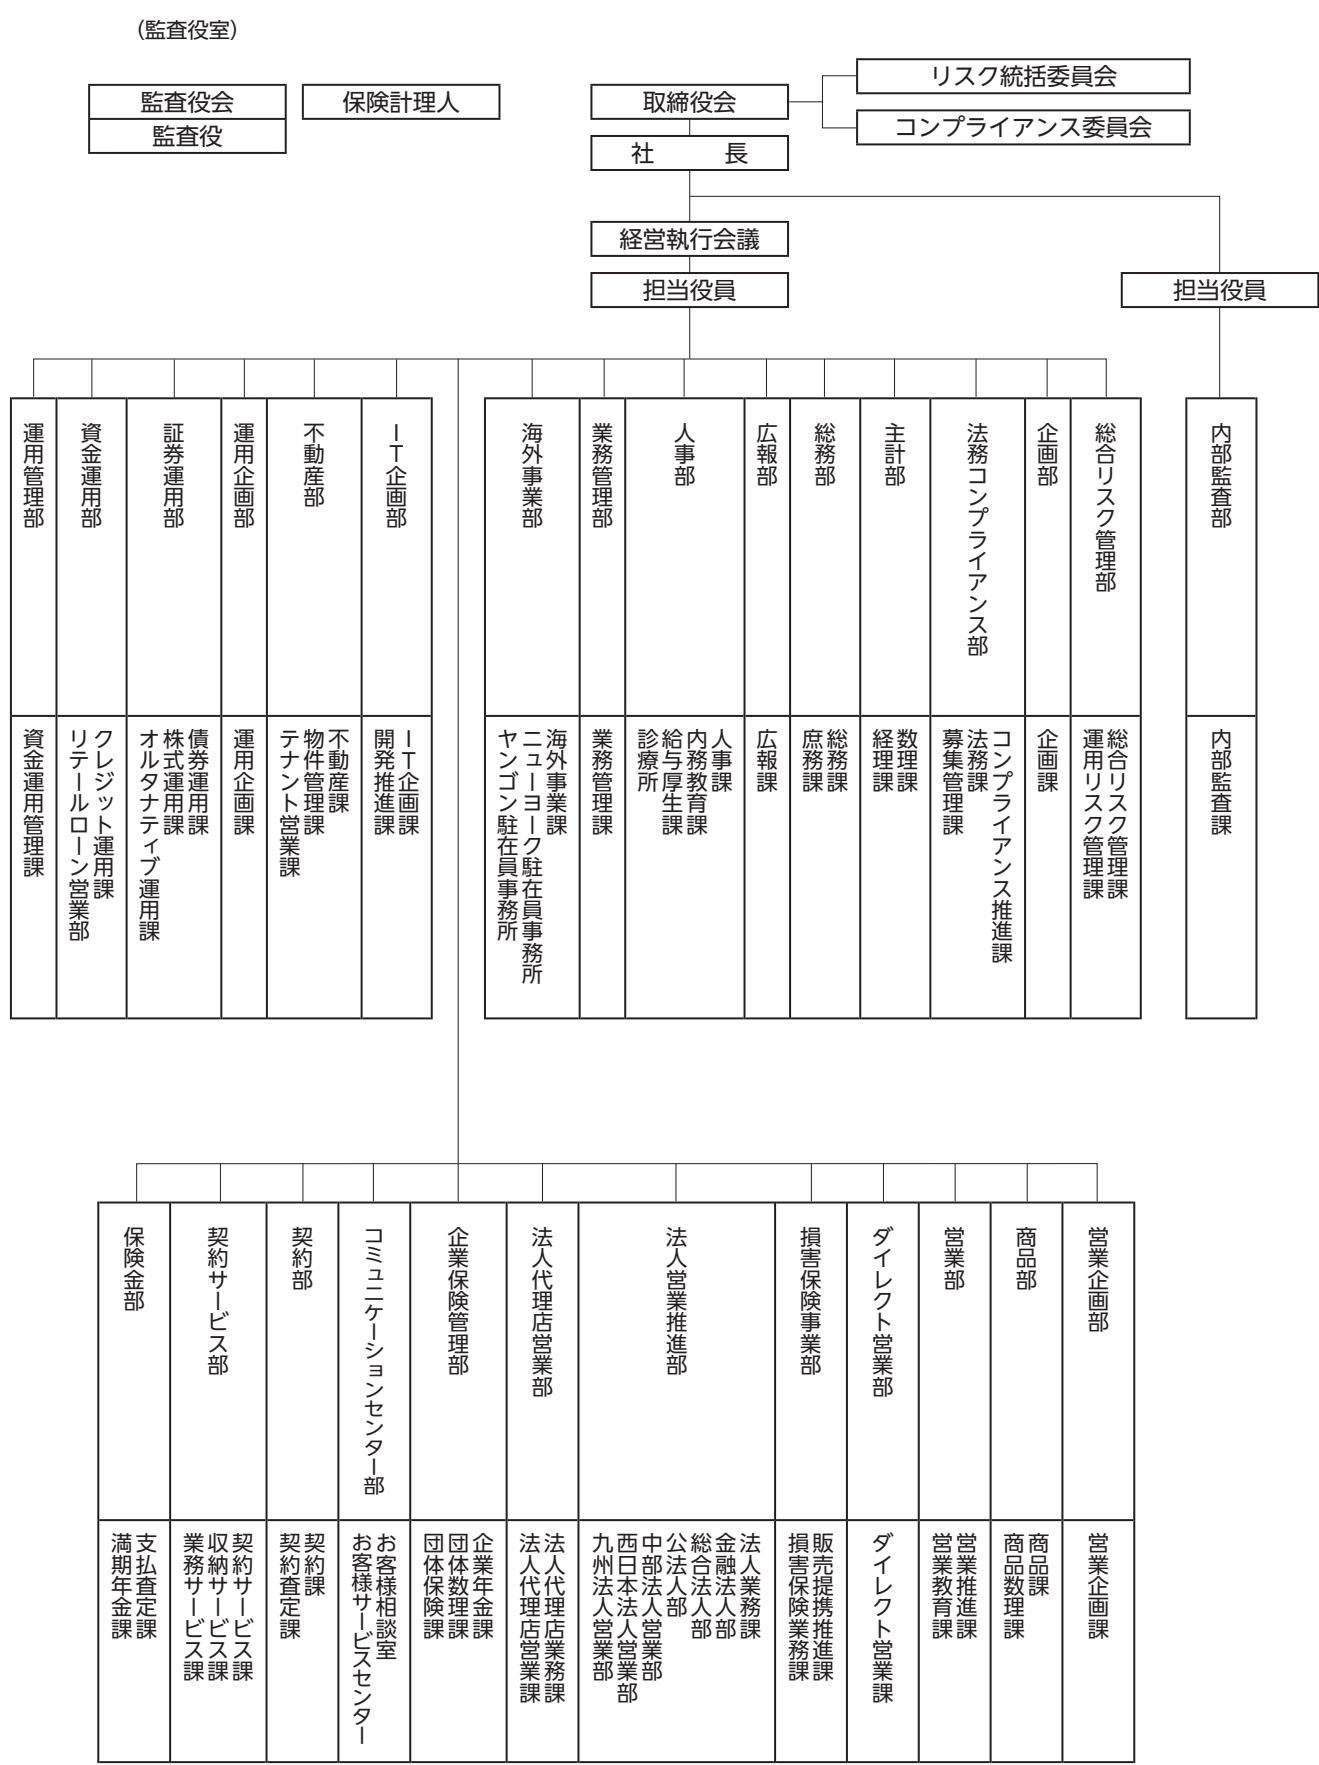 （監査役室）
監査役会
監査役
保険計理人
取締役会
リスク統括委員会
コンプライアンス委員会
社　長
経営執行会議
担当役員
担当役員
内部監査部
内部監査課
総合リスク管理部
総合リスク管理課
運用リスク管理課
企画部
企画課
法務コンプライアンス部
コンプライアンス推進課
法務課
募集管理課
主計部
数理課
経理課
総務部
総務課
庶務課
広報部
広報課
人事部
人事課
内務教育課
給与厚生課
診療所
業務管理部
業務管理課
海外事業部
海外事業課
ニューヨーク駐在員事務所
ヤンゴン駐在員事務所
IT企画部
IT企画課
開発推進課
不動産部
不動産課
物件管理課
テナント営業課
運用企画部
運用企画課
証券運用部
債券運用課
株式運用課
オルタナティブ運用課
資金運用部
クレジット運用課
リテールローン営業部
運用管理部
資金運用管理課
営業企画部
営業企画課
商品部
商品課
商品数理課
営業部
営業推進課
営業教育課
ダイレクト営業部
ダイレクト営業課
損害保険事業部
販売提携推進課
損害保険業務課
法人営業推進部
法人業務課
金融法人部
総合法人部
公法人部
中部法人営業部
西日本法人営業部
九州法人営業部
法人代理店営業部
法人代理店業務課
法人代理店営業課
企業保険管理部
企業年金課
団体数理課
団体保険課
コミュニケーションセンター部
お客様相談室
お客様サービスセンター
契約部
契約課
契約査定課
契約サービス部
契約サービス課
収納サービス課
業務サービス課
保険金部
支払査定課
満期年金課